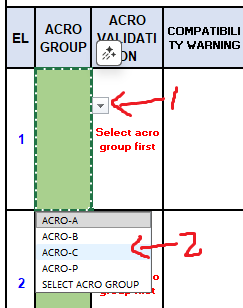 EL
ACRO
GROUP
ACRO
VALIDATI
ON
COMPATIBILI
TY WARNING
1
Select acro
group first
1
ACRO-A
ACRO-B
ACRO-C
ACRO-P
SELECT ACRO GROUP
2
2